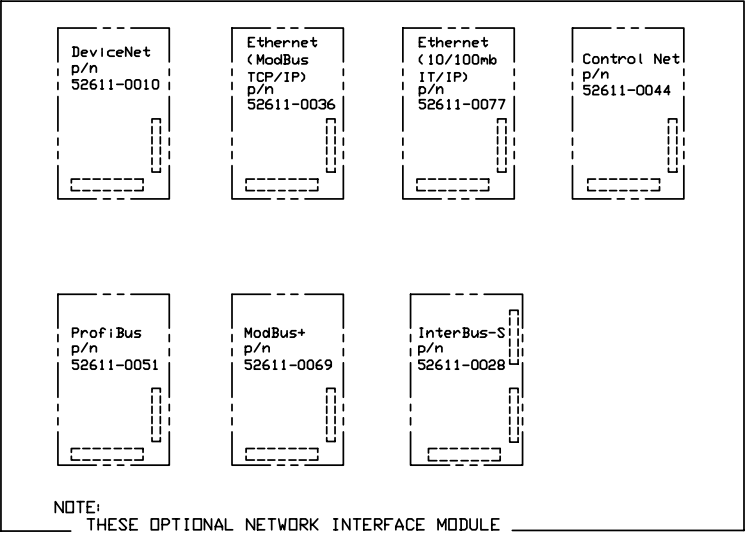 DeviceNet
p/n
52611-0010
Ethernet
(ModBus
TCP/IP)
p/n
52611-0036
Ethernet
(10/100mb
IT/IP)
p/n
52611-0077
Control Net
p/n
52611-0044
ProfiBus
p/n
52611-0051
ModBus+
p/n
52611-0069
InterBus-S
p/n
52611-0028
NOTE:
THESE OPTIONAL NETWORK INTERFACE MODULE